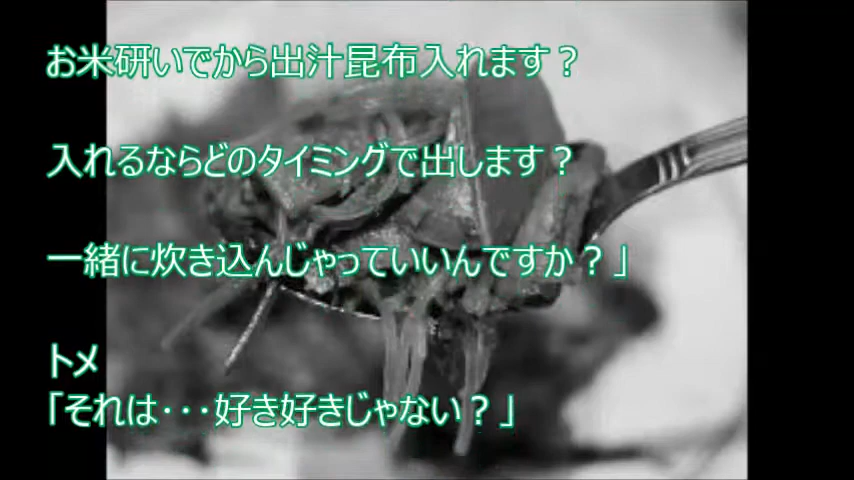 お米研いでから出汁昆布入れます？
入れるならどのタイミングで出します？
一緒に炊き込んじゃっていいんですか？」
トメ
「それは・・・好き好きじゃない？」